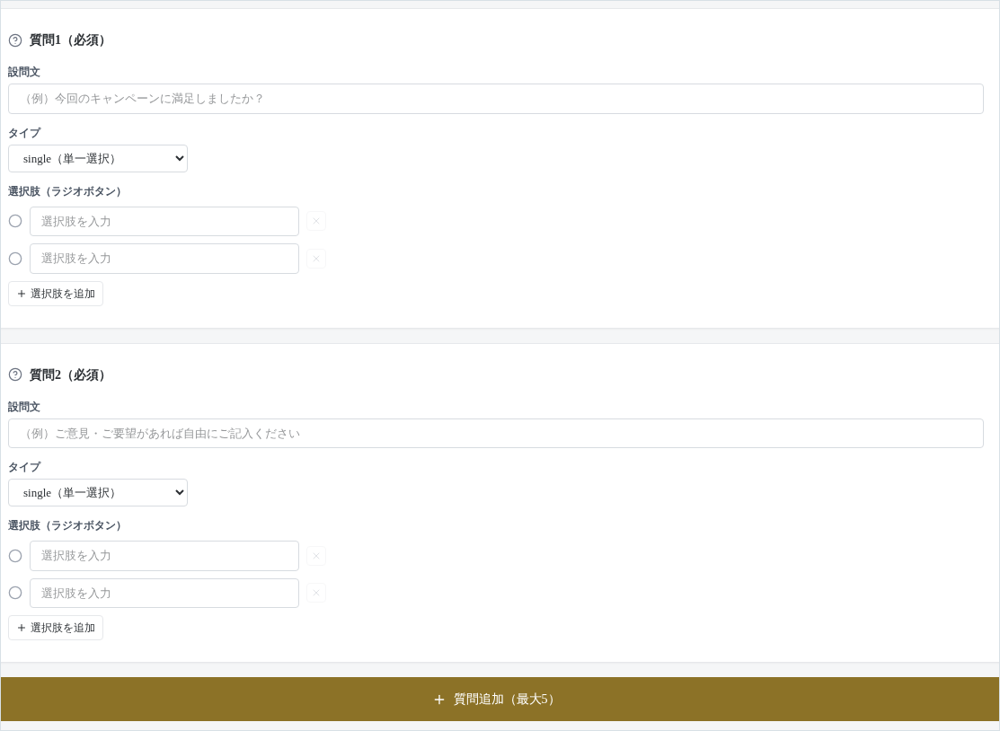 質問1（必須）
設問文
（例）今回のキャンペーンに満足しましたか？
タイプ
single（単一選択）
選択肢（ラジオボタン）
選択肢を入力
選択肢を入力
選択肢を追加
質問2（必須）
設問文
（例）ご意見・ご要望があれば自由にご記入ください
タイプ
single（単一選択）
選択肢（ラジオボタン）
選択肢を入力
選択肢を入力
選択肢を追加
質問追加（最大5）